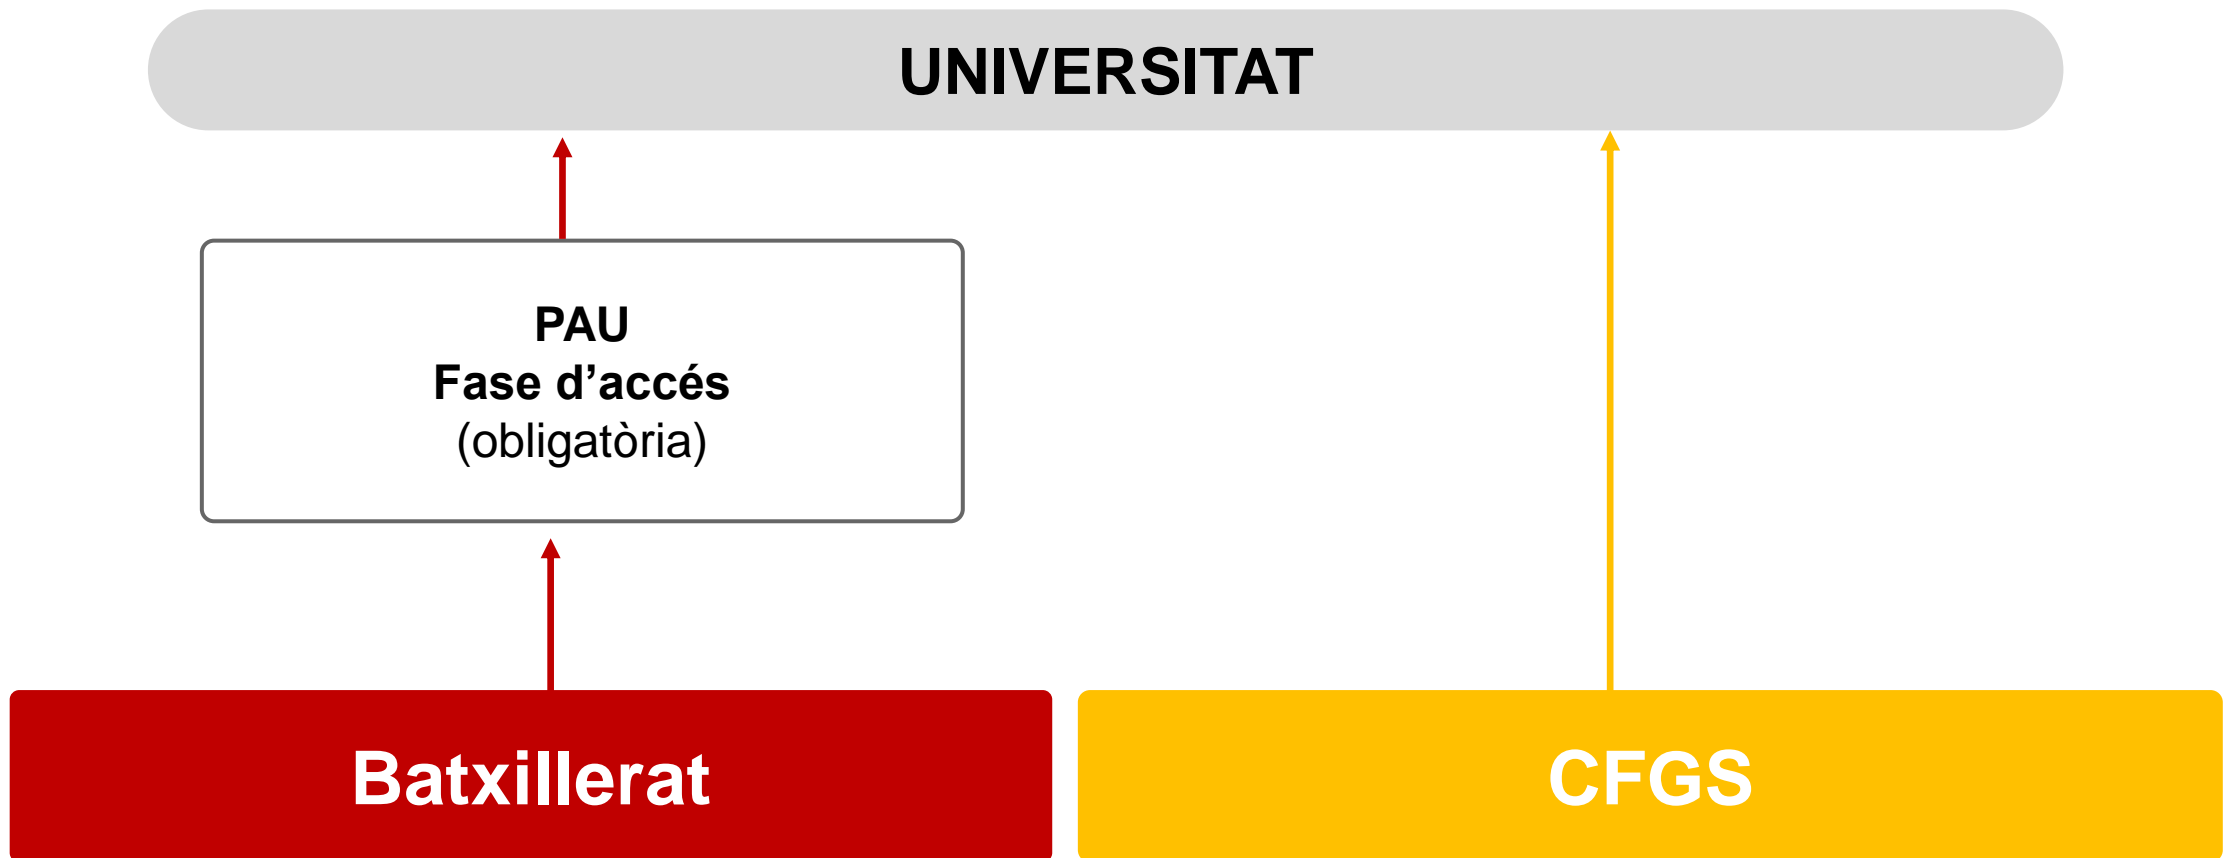 UNIVERSITAT
PAU
Fase d’accés
(obligatòria)
Batxillerat
CFGS